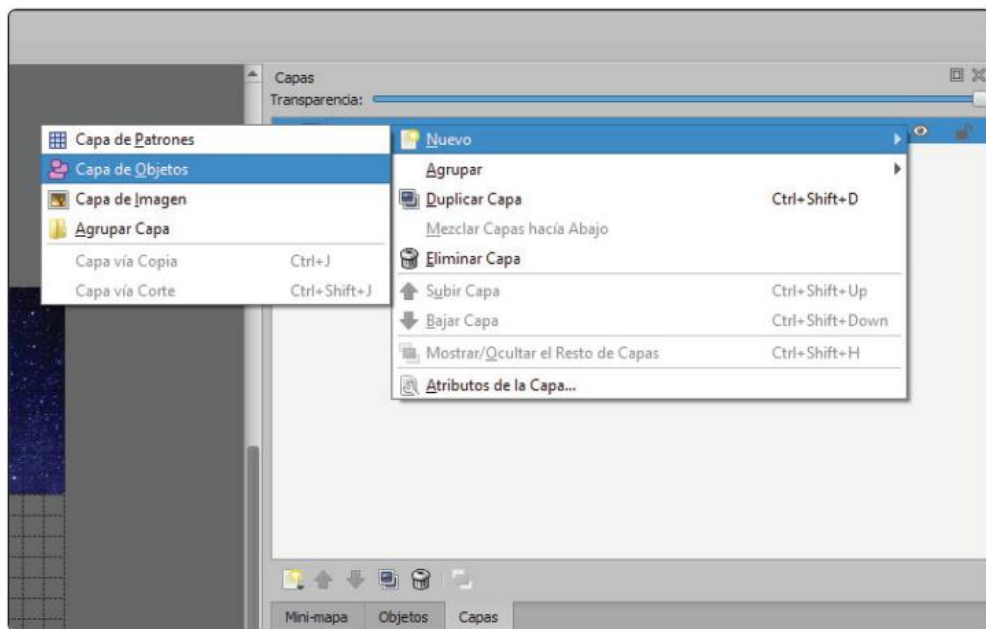 Capas
Transparencia:
Capa de Patrones
Capa de Objetos
Capa de Imagen
Agrupar Capa
Capa vía Copia Ctrl+J
Capa vía Corte Ctrl+Shift+J
Nuevo
Agrupar
Duplicar Capa Ctrl+Shift+D
Mezclar Capas hacía Abajo
Eliminar Capa
Subir Capa Ctrl+Shift+Up
Bajar Capa Ctrl+Shift+Down
Mostrar/Ocultar el Resto de Capas Ctrl+Shift+H
Atributos de la Capa...
Mini-mapa Objetos Capas